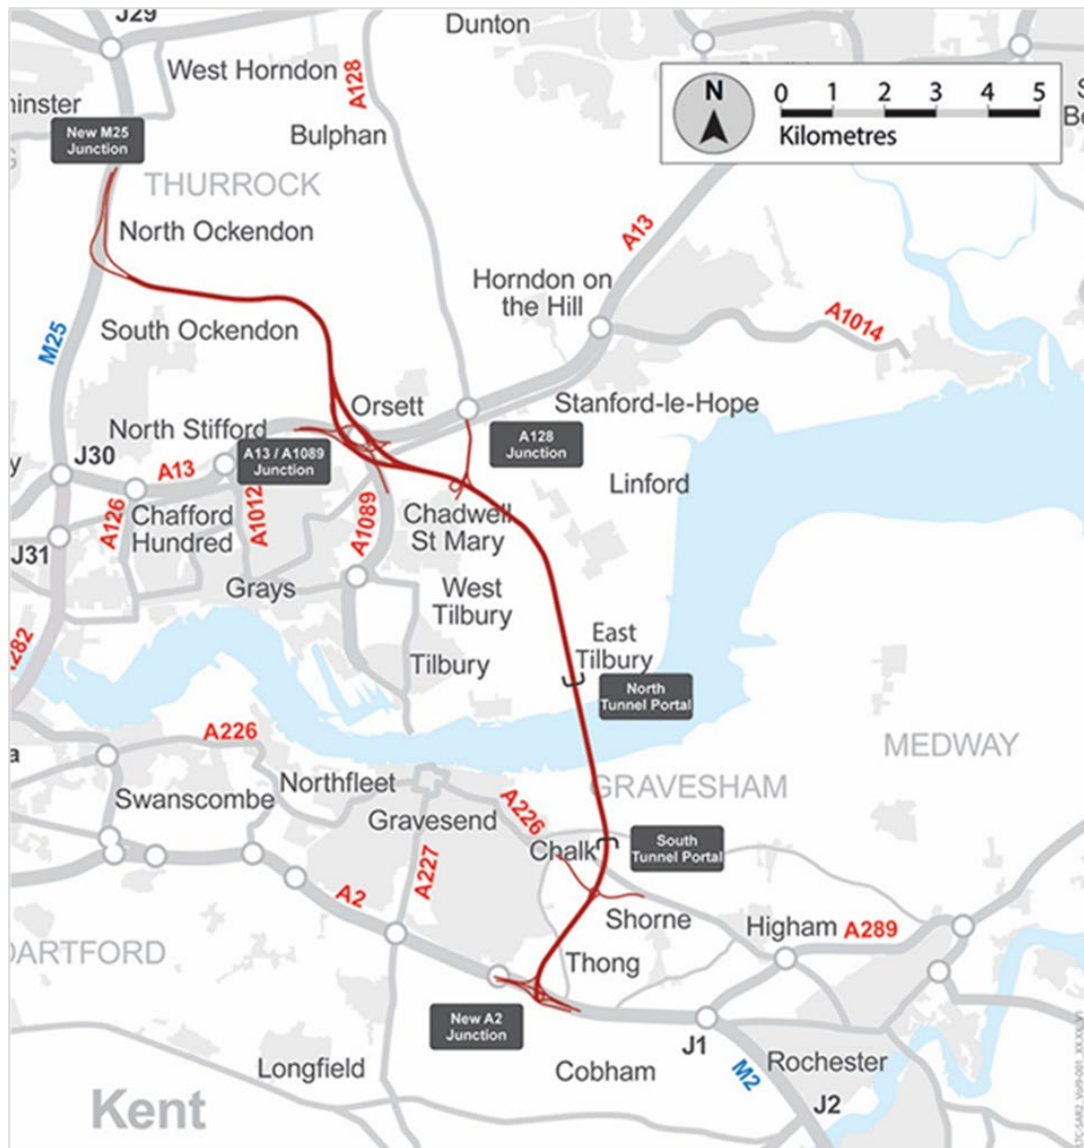 J29
Dunton
West Horndon
A128
minster
N
0 1 2 3 4 5
Kilometres
Bulphan
New M25
Junction
THURROCK
North Ockendon
A13
Horndon on
the Hill
A1014
South Ockendon
M25
Orsett
Stanford-le-Hope
North Stifford
A13 / A1089
Junction
A128
Junction
J30
A13
Linford
A126
Chafford
Hundred
A1012
A1089
Chadwell
St Mary
J31
Grays
West
Tilbury
East
Tilbury
Tilbury
North
Tunnel Portal
A226
MEDWAY
Northfleet
GRAVESHAM
Swanscombe
Gravesend
A226
Chalk
South
Tunnel Portal
A227
A2
Shorne
Higham
A289
DARTFORD
Thong
New A2
Junction
J1
Longfield
Cobham
M2
Rochester
Kent
J2